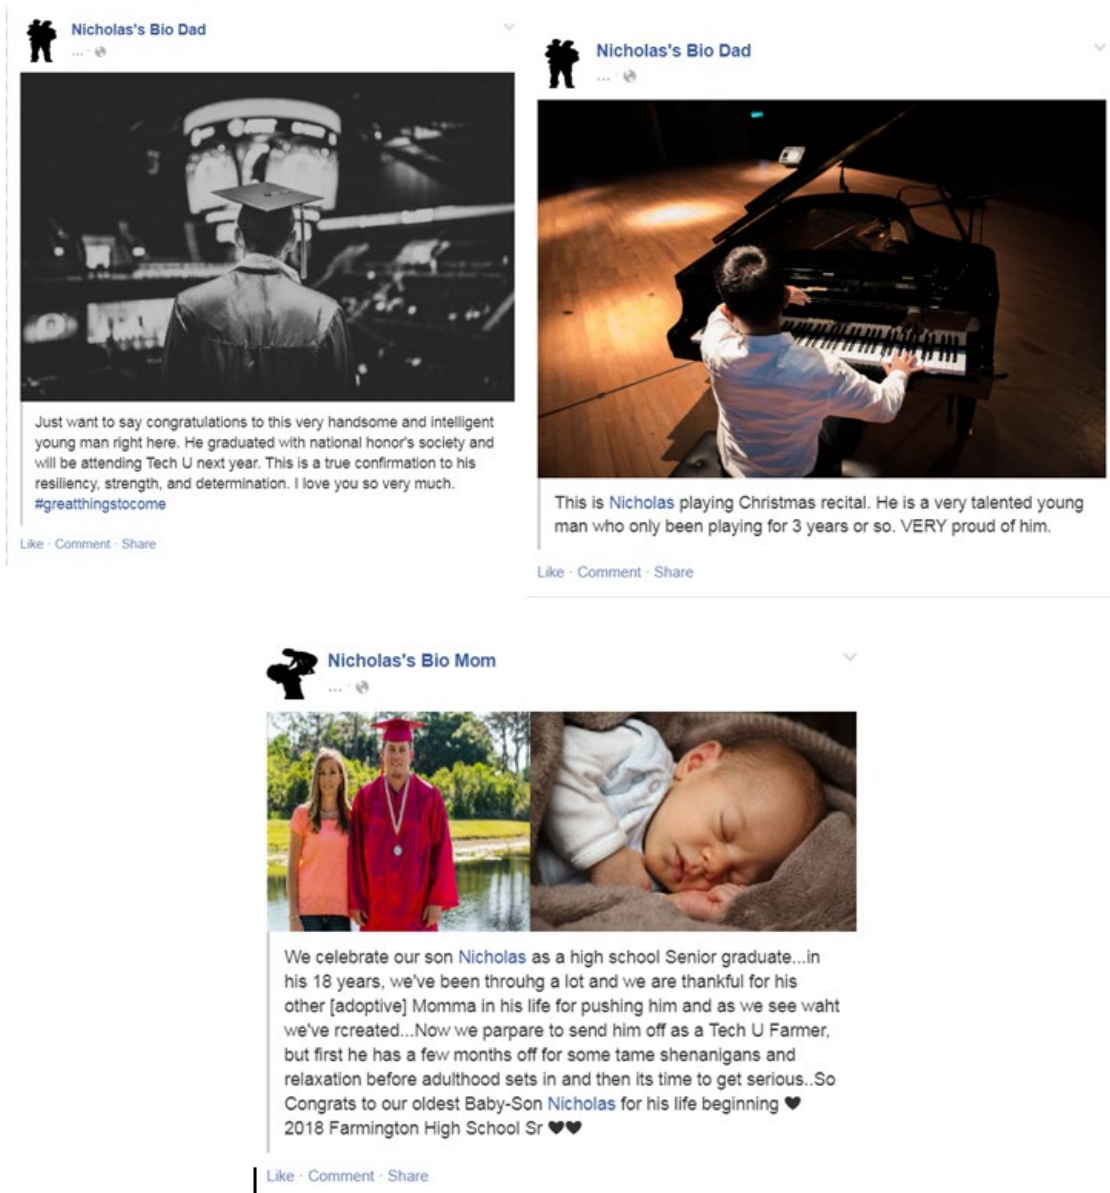 Nicholas's Bio Dad
...
Just want to say congratulations to this very handsome and intelligent
young man right here. He graduated with national honor's society and
will be attending Tech U next year. This is a true confirmation to his
resiliency, strength, and determination. I love you so very much.
#greatthingstocome
Like · Comment · Share
Nicholas's Bio Dad
...
This is Nicholas playing Christmas recital. He is a very talented young
man who only been playing for 3 years or so. VERY proud of him.
Like · Comment · Share
Nicholas's Bio Mom
...
We celebrate our son Nicholas as a high school Senior graduate...in
his 18 years, we've been throuhg a lot and we are thankful for his
other [adoptive] Momma in his life for pushing him and as we see waht
we've rcreated...Now we parpare to send him off as a Tech U Farmer,
but first he has a few months off for some tame shenanigans and
relaxation before adulthood sets in and then its time to get serious..So
Congrats to our oldest Baby-Son Nicholas for his life beginning ♥
2018 Farmington High School Sr ♥♥
Like · Comment · Share